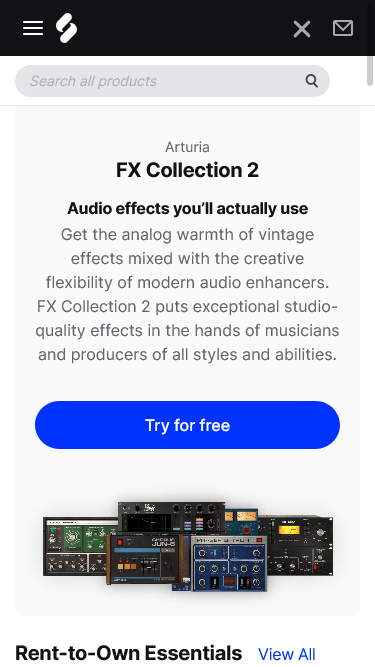 Search all products
Arturia
FX Collection 2
Audio effects you'll actually use
Get the analog warmth of vintage
effects mixed with the creative
flexibility of modern audio enhancers.
FX Collection 2 puts exceptional studio-
quality effects in the hands of musicians
and producers of all styles and abilities.
Try for free
JUN-6
Rent-to-Own Essentials View All